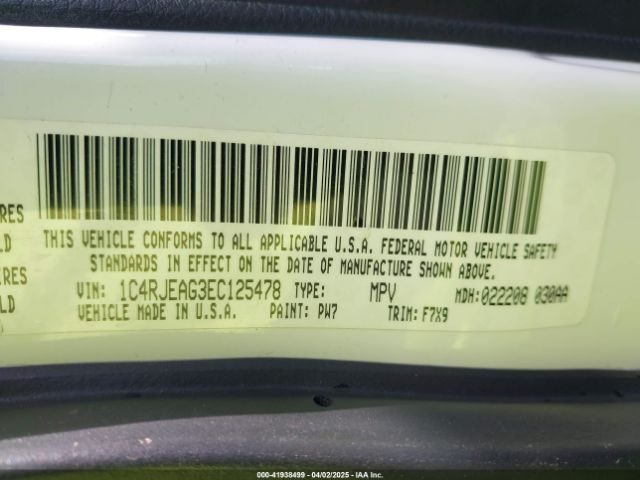 RES
LD
IRES
LD
THIS VEHICLE CONFORMS TO ALL APPLICABLE U.S.A. FEDERAL MOTOR VEHICLE SAFETY
STANDARDS IN EFFECT ON THE DATE OF MANUFACTURE SHOWN ABOVE.
VIN: 1C4RJEAG3EC125478 TYPE: MPV MDH:022208 030AA
VEHICLE MADE IN U.S.A. PAINT: PW7 TRIM: F7X9
000-41938499 | 04/02/2025 - IAA Inc.